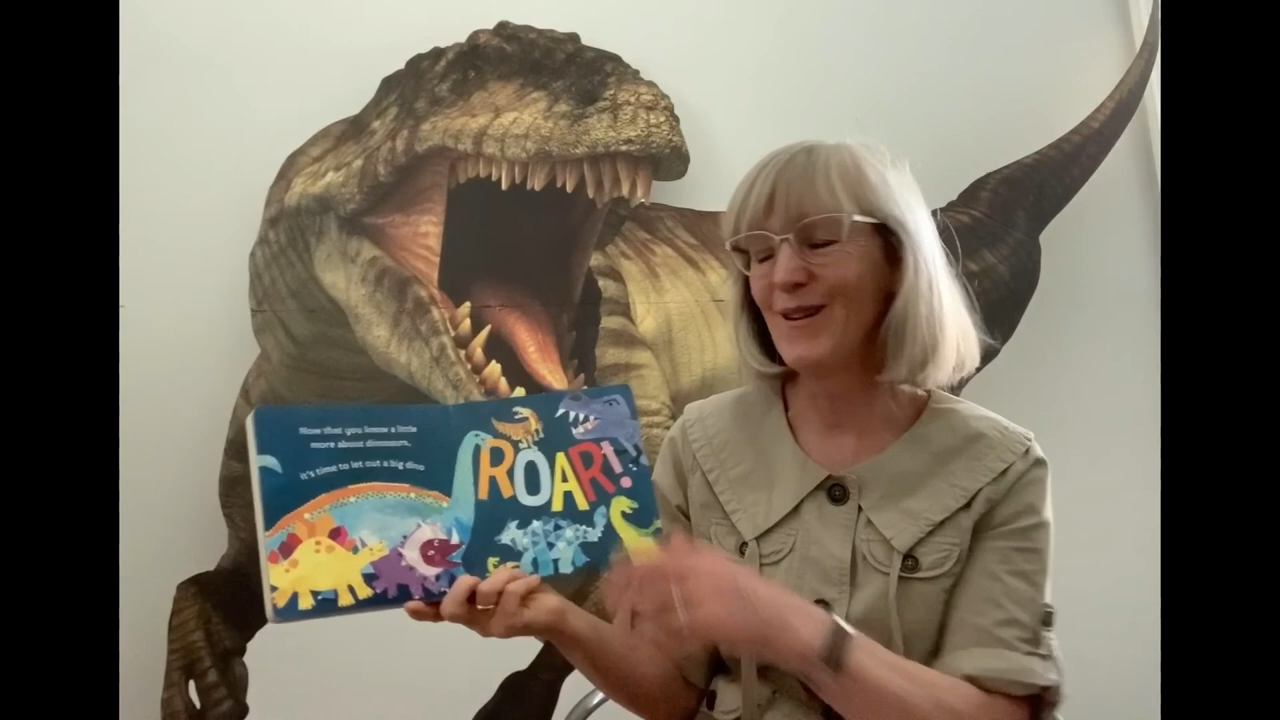 Now that you know a little
more about dinosaurs,
it's time to let out a big dino
ROAR!